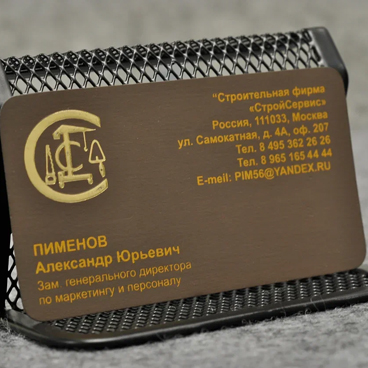 "Строительная фирма
«СтройСервис»
Россия, 111033, Москва
ул. Самокатная, д. 4А, оф. 207
Тел. 8 495 362 26 26
Тел. 8 965 165 44 44
E-meil: PIM56@YANDEX.RU
ПИМЕНОВ
Александр Юрьевич
Зам генерального директора
по маркетингу и персоналу